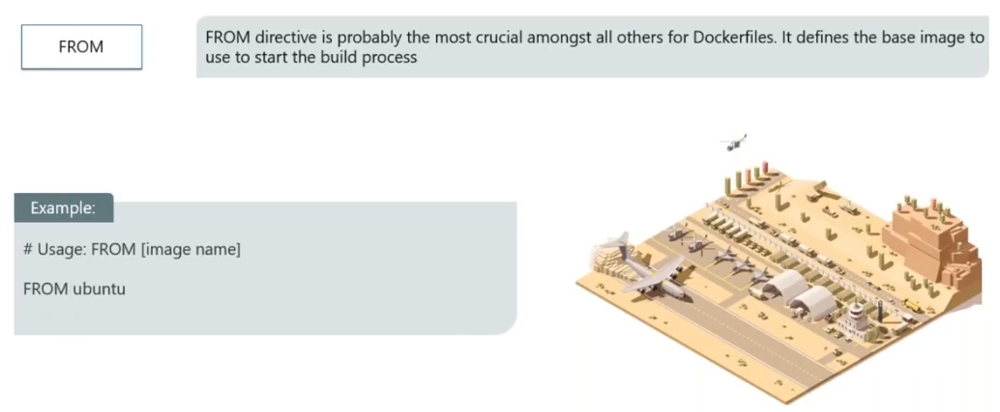 FROM
FROM directive is probably the most crucial amongst all others for Dockerfiles. It defines the base image to
use to start the build process
Example:
# Usage: FROM [image name]
FROM ubuntu